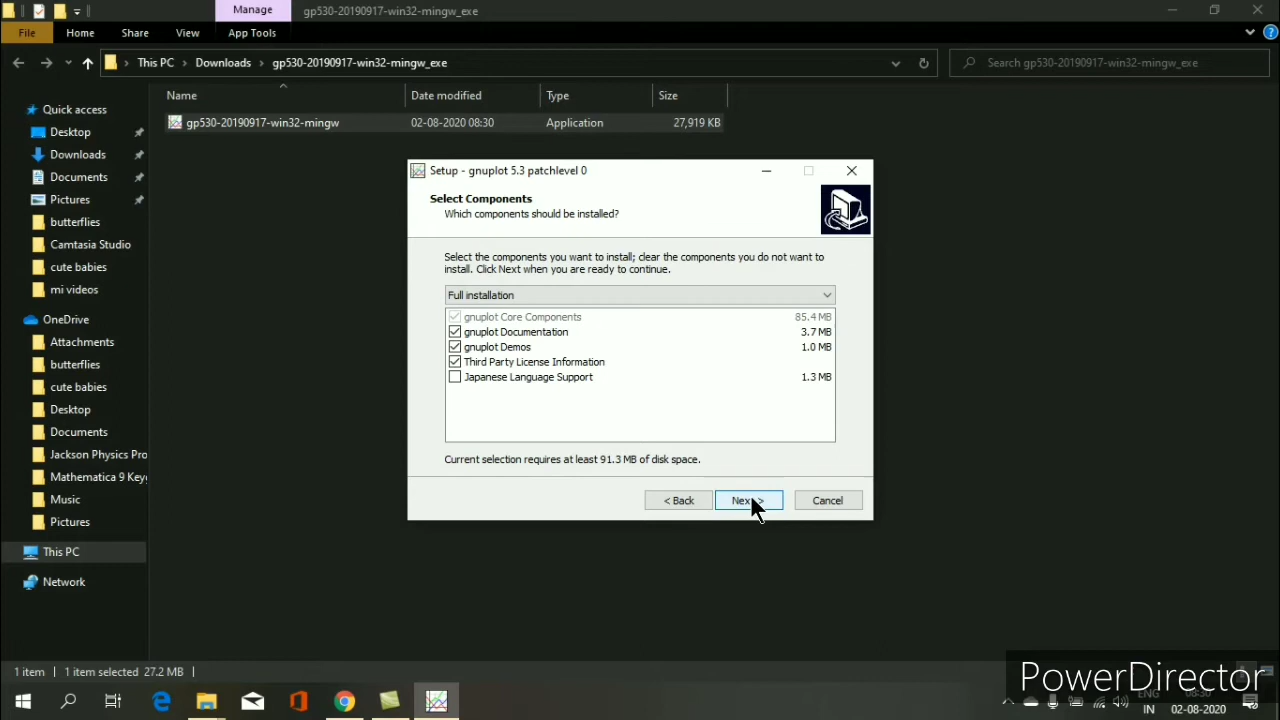 Manage
gp530-20190917-win32-mingw_exe
File
Home
Share
View
App Tools
This PC
Downloads
gp530-20190917-win32-mingw_exe
Search gp530-20190917-win32-mingw_exe
Name
Date modified
Type
Size
gp530-20190917-win32-mingw
02-08-2020 08:30
Application
27,919 KB
Quick access
Desktop
Downloads
Documents
Pictures
butterflies
Camtasia Studio
cute babies
mi videos
OneDrive
Attachments
butterflies
cute babies
Desktop
Documents
Jackson Physics Pro
Mathematica 9 Key
Music
Pictures
This PC
Network
Setup - gnuplot 5.3 patchlevel 0
Select Components
Which components should be installed?
Select the components you want to install; clear the components you do not want to
install. Click Next when you are ready to continue.
Full installation
gnuplot Core Components 85.4 MB
gnuplot Documentation 3.7 MB
gnuplot Demos 1.0 MB
Third Party License Information
Japanese Language Support 1.3 MB
Current selection requires at least 91.3 MB of disk space.
< Back
Next >
Cancel
1 item
1 item selected 27.2 MB
PowerDirector
ENG
IN
08:30
02-08-2020